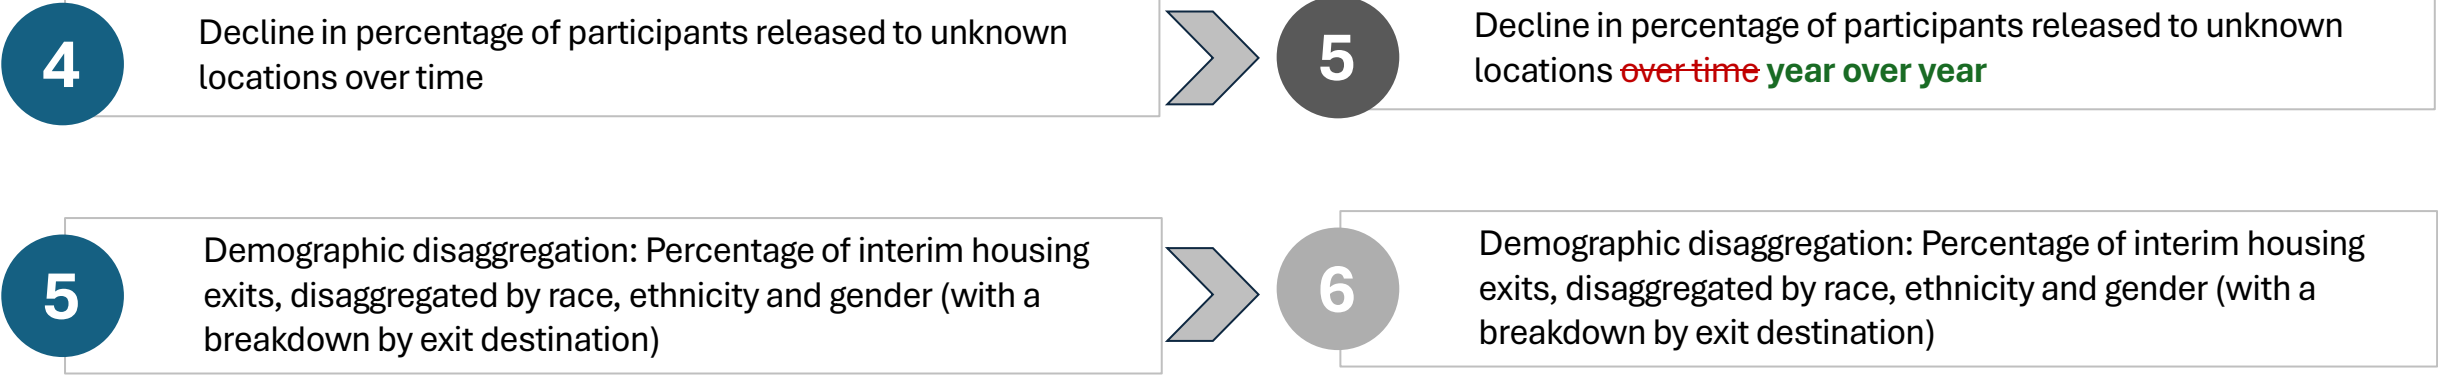 4
Decline in percentage of participants released to unknown
locations over time
5
Decline in percentage of participants released to unknown
locations over time year over year
5
Demographic disaggregation: Percentage of interim housing
exits, disaggregated by race, ethnicity and gender (with a
breakdown by exit destination)
6
Demographic disaggregation: Percentage of interim housing
exits, disaggregated by race, ethnicity and gender (with a
breakdown by exit destination)